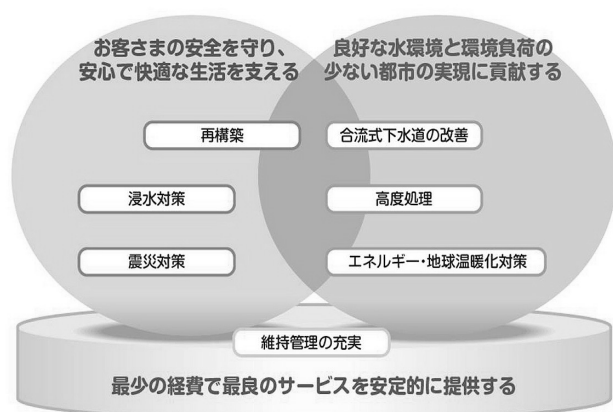 お客さまの安全を守り、
安心で快適な生活を支える
良好な水環境と環境負荷の
少ない都市の実現に貢献する
再構築
合流式下水道の改善
浸水対策
高度処理
震災対策
エネルギー・地球温暖化対策
維持管理の充実
最少の経費で最良のサービスを安定的に提供する